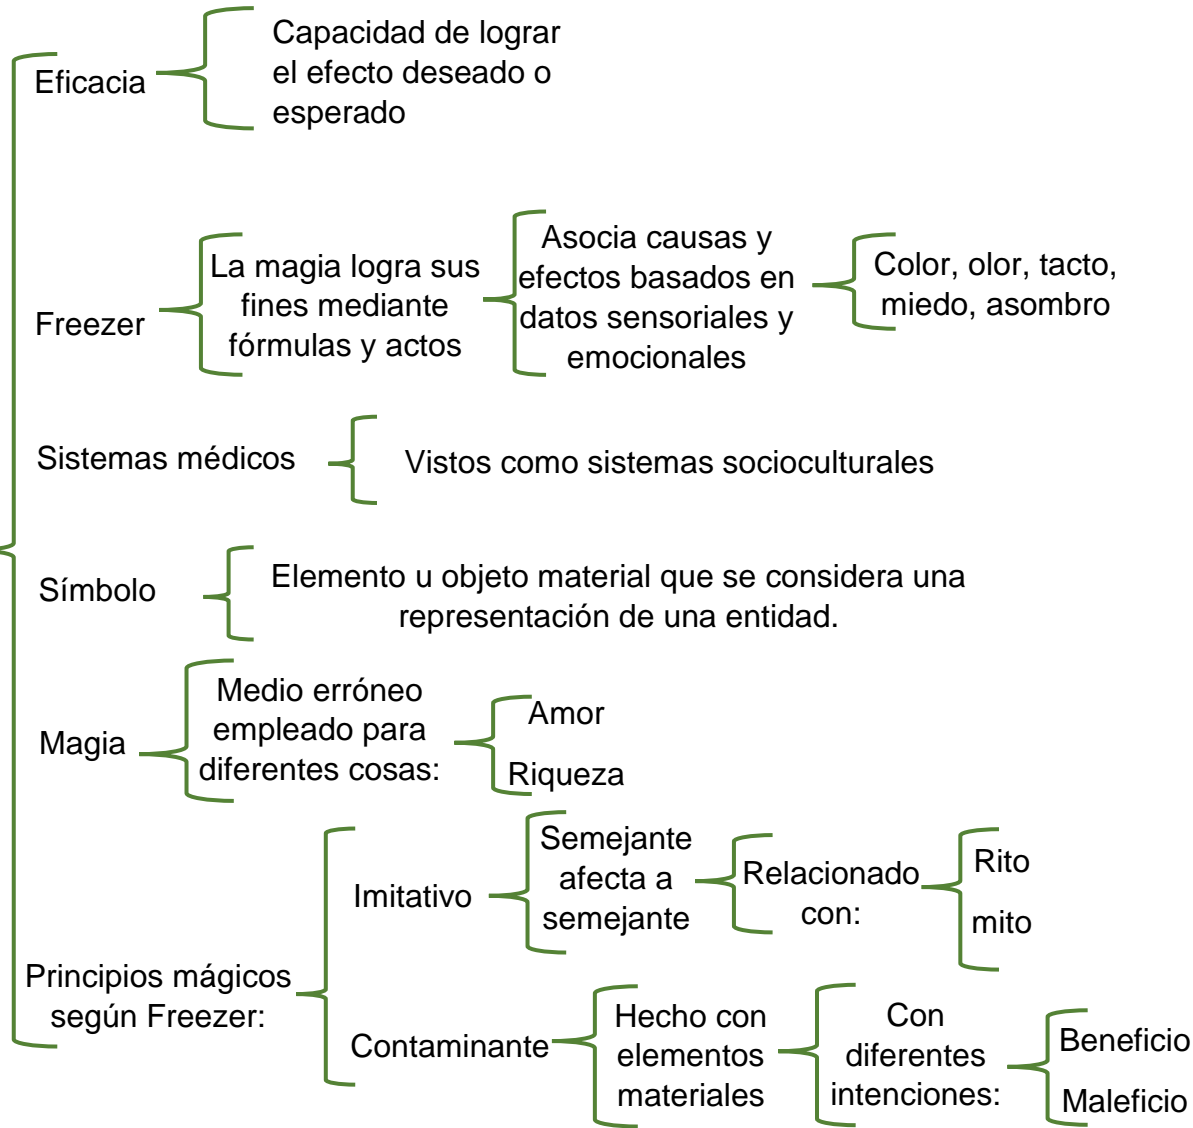 Eficacia
Capacidad de lograr
el efecto deseado o
esperado
Freezer
La magia logra sus
fines mediante
fórmulas y actos
Asocia causas y
efectos basados en
datos sensoriales y
emocionales
Color, olor, tacto,
miedo, asombro
Sistemas médicos
Vistos como sistemas socioculturales
Símbolo
Elemento u objeto material que se considera una
representación de una entidad.
Magia
Medio erróneo
empleado para
diferentes cosas:
Amor
Riqueza
Principios mágicos
según Freezer:
Imitativo
Semejante
afecta a
semejante
Relacionado
con:
Rito
mito
Contaminante
Hecho con
elementos
materiales
Con
diferentes
intenciones:
Beneficio
Maleficio